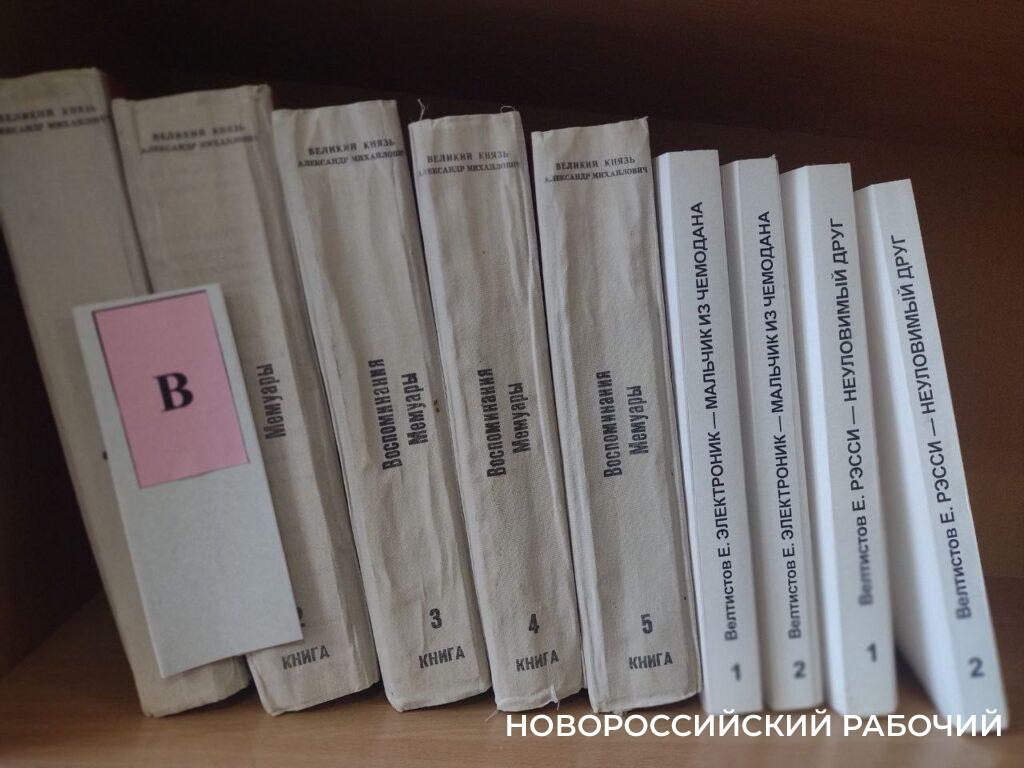 ВЕЛИКИЙ КНЯЗЬ
АЛЕКСАНДР МИХАЙЛОВИЧ
В
ВЕЛИКИЙ КНЯЗЬ
АЛЕКСАНДР МИХАЙЛОВИЧ
Мемуары
2
КНИГА
ВЕЛИКИЙ КНЯЗЬ
АЛЕКСАНДР МИХАЙЛОВИЧ
Воспоминания
Мемуары
3
КНИГА
ВЕЛИКИЙ КНЯЗЬ
АЛЕКСАНДР МИХАЙЛОВИЧ
Воспоминания
Мемуары
4
КНИГА
ВЕЛИКИЙ КНЯЗЬ
АЛЕКСАНДР МИХАЙЛОВИЧ
Воспоминания
Мемуары
5
КНИГА
Велтистов Е. ЭЛЕКТРОНИК — МАЛЬЧИК ИЗ ЧЕМОДАНА
1
Велтистов Е. ЭЛЕКТРОНИК — МАЛЬЧИК ИЗ ЧЕМОДАНА
2
Велтистов Е. РЭССИ — НЕУЛОВИМЫЙ ДРУГ
1
Велтистов Е. РЭССИ — НЕУЛОВИМЫЙ ДРУГ
2
НОВОРОССИЙСКИЙ РАБОЧИЙ